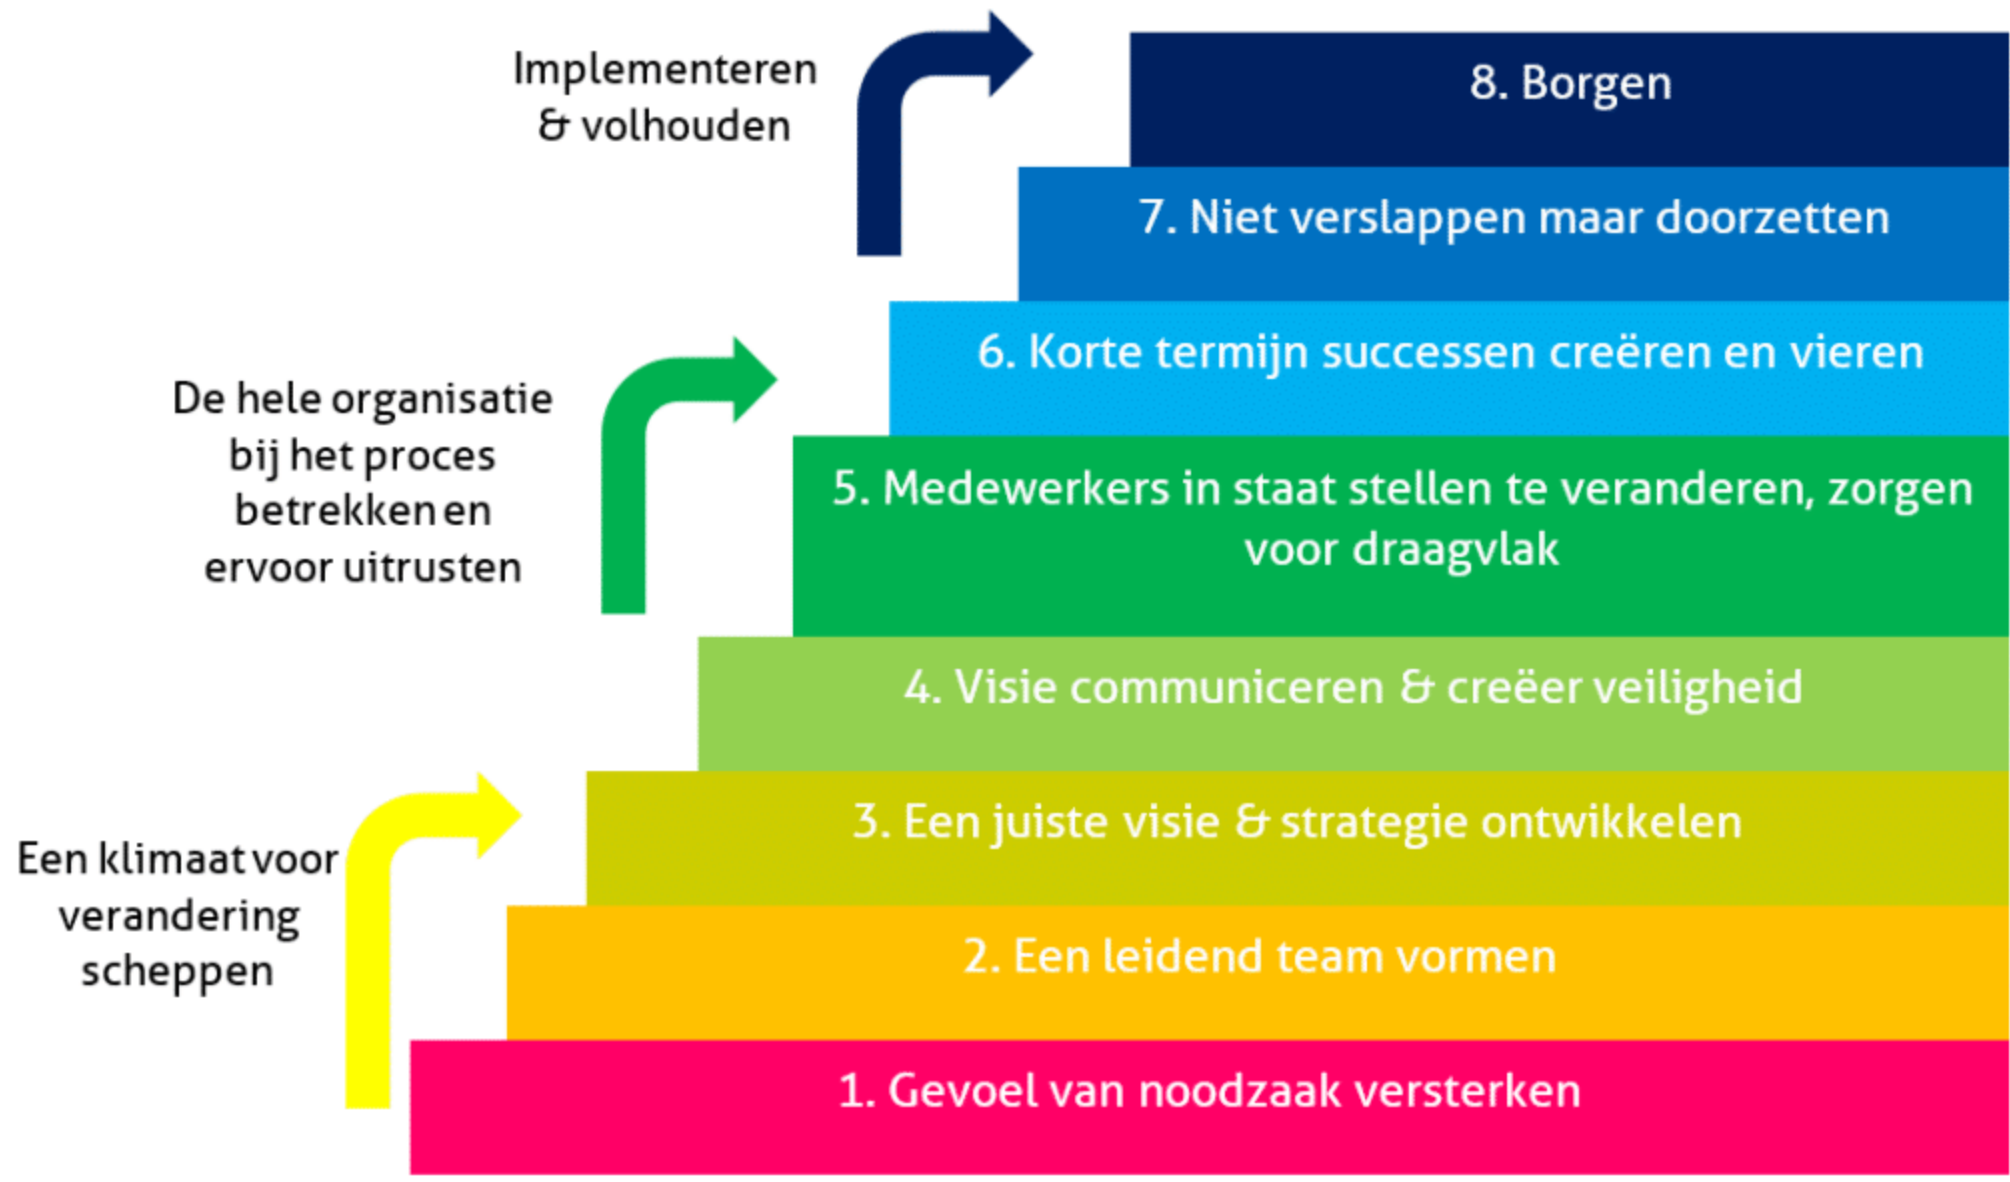 Implementeren
& volhouden
8. Borgen
7. Niet verslappen maar doorzetten
6. Korte termijn successen creëren en vieren
De hele organisatie
bij het proces
betrekken en
ervoor uitrusten
5. Medewerkers in staat stellen te veranderen, zorgen
voor draagvlak
4. Visie communiceren & creëer veiligheid
Een klimaat voor
verandering
scheppen
3. Een juiste visie & strategie ontwikkelen
2. Een leidend team vormen
1. Gevoel van noodzaak versterken